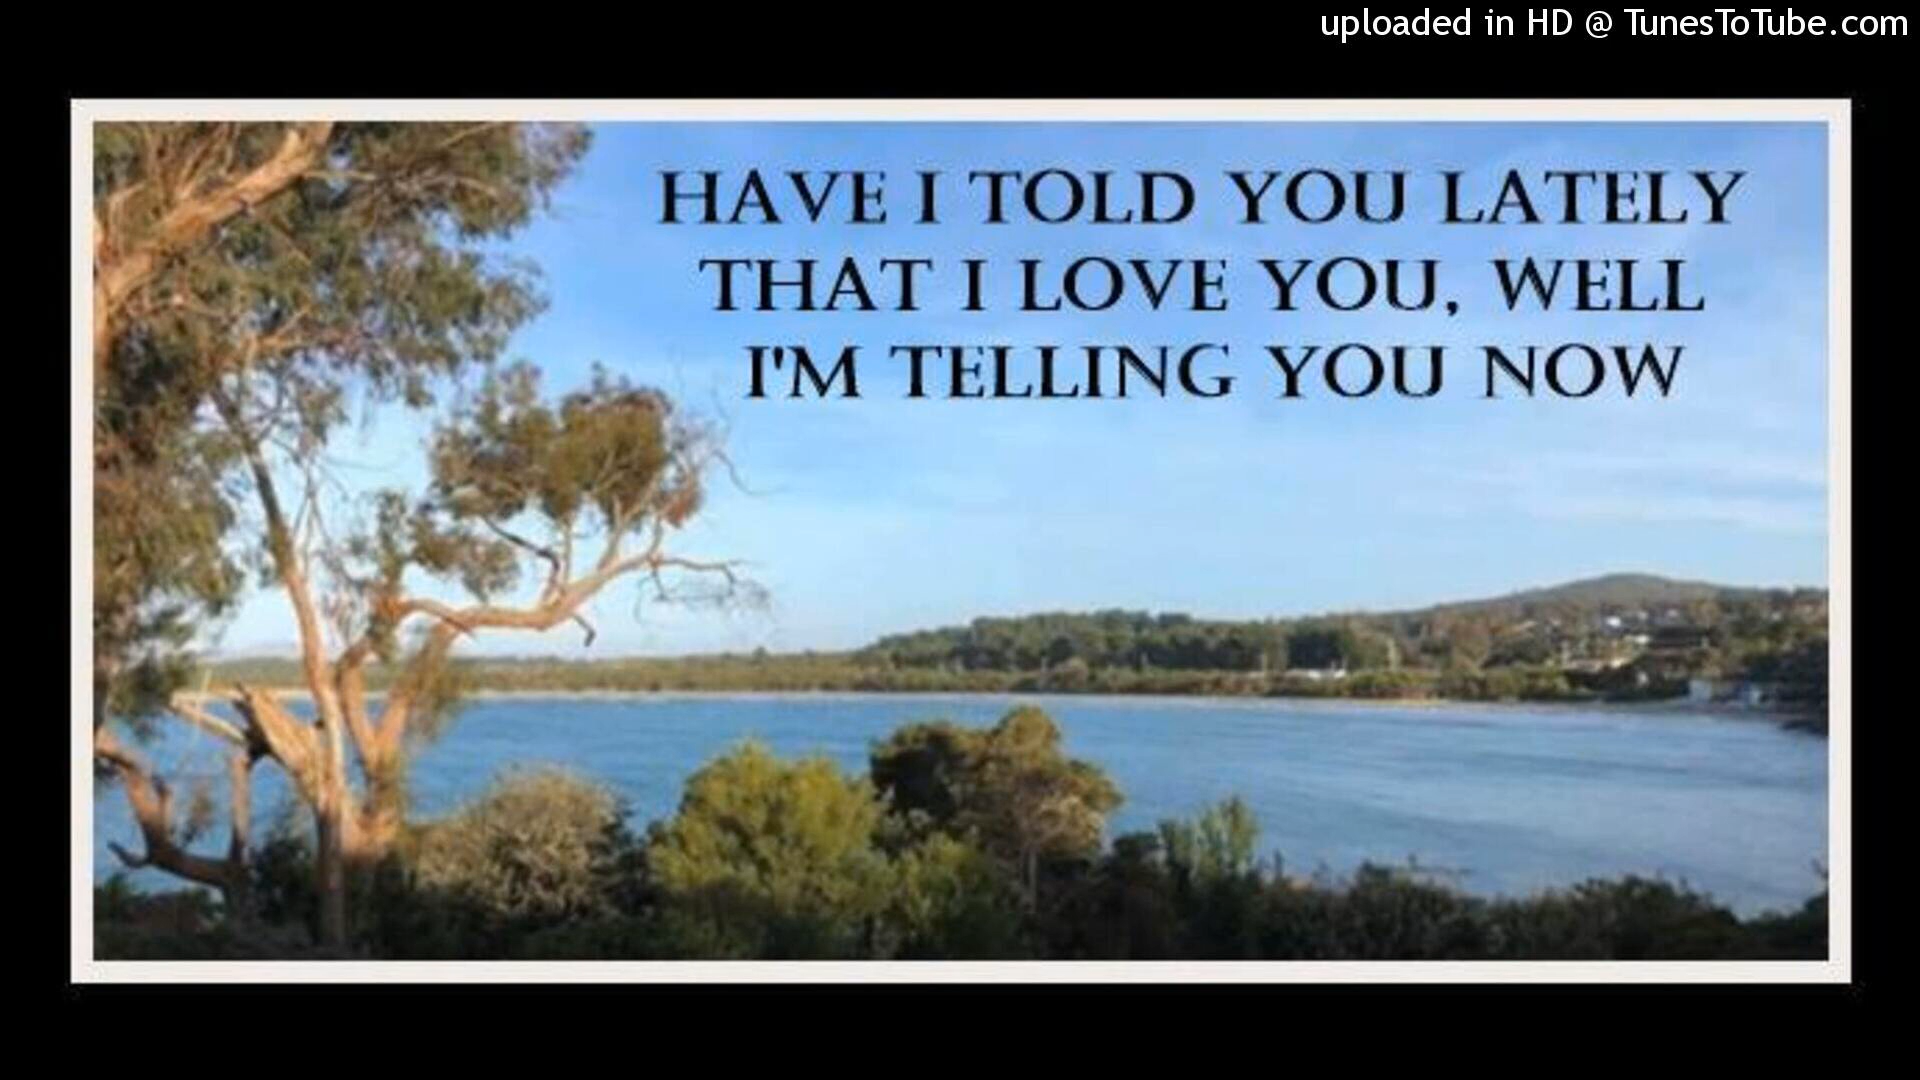 uploaded in HD @ TunesToTube.com
HAVE I TOLD YOU LATELY
THAT I LOVE YOU, WELL
I'M TELLING YOU NOW